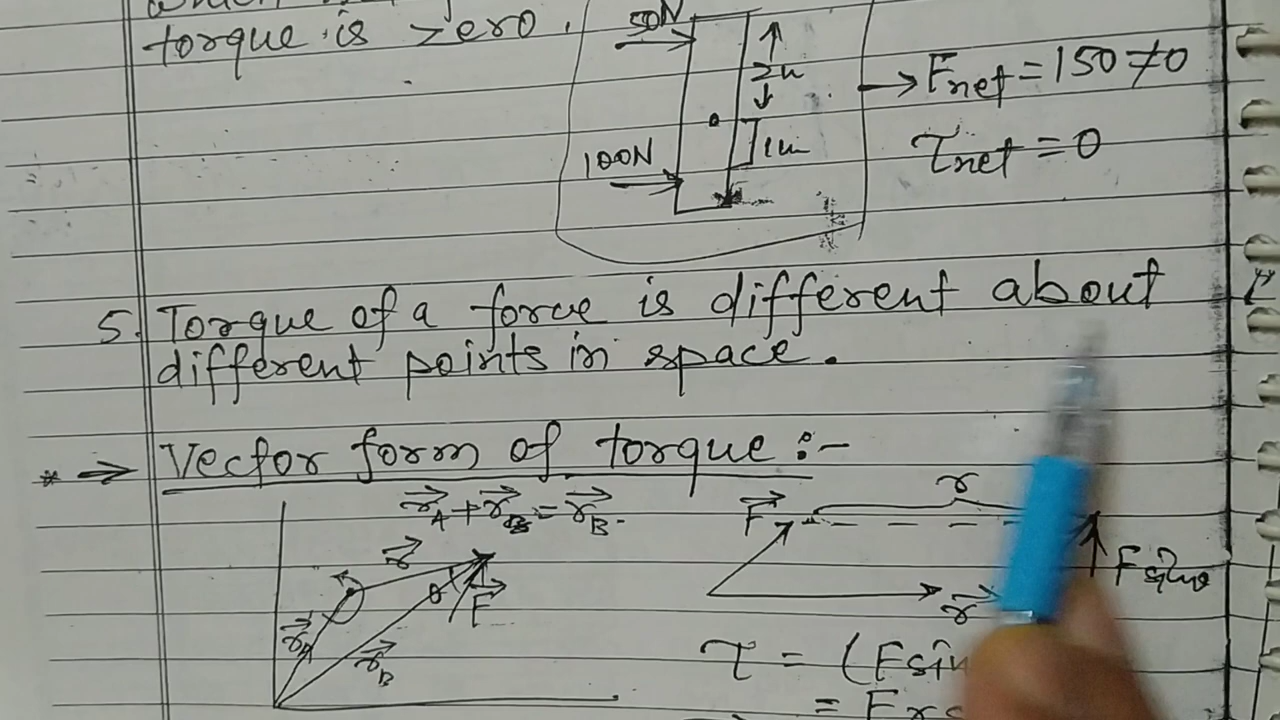 torque is zero.
50N
2m
1m
100N
Fnet = 150 ≠ 0
τnet = 0
5. Torque of a force is different about
different points in space.
* ⇒ Vector form of torque :-
r⃗A + r⃗ = r⃗B.
r⃗
θ
F⃗
r⃗A
r⃗B
F⃗
r
F sinθ
r⃗
τ = (F sin
= F r